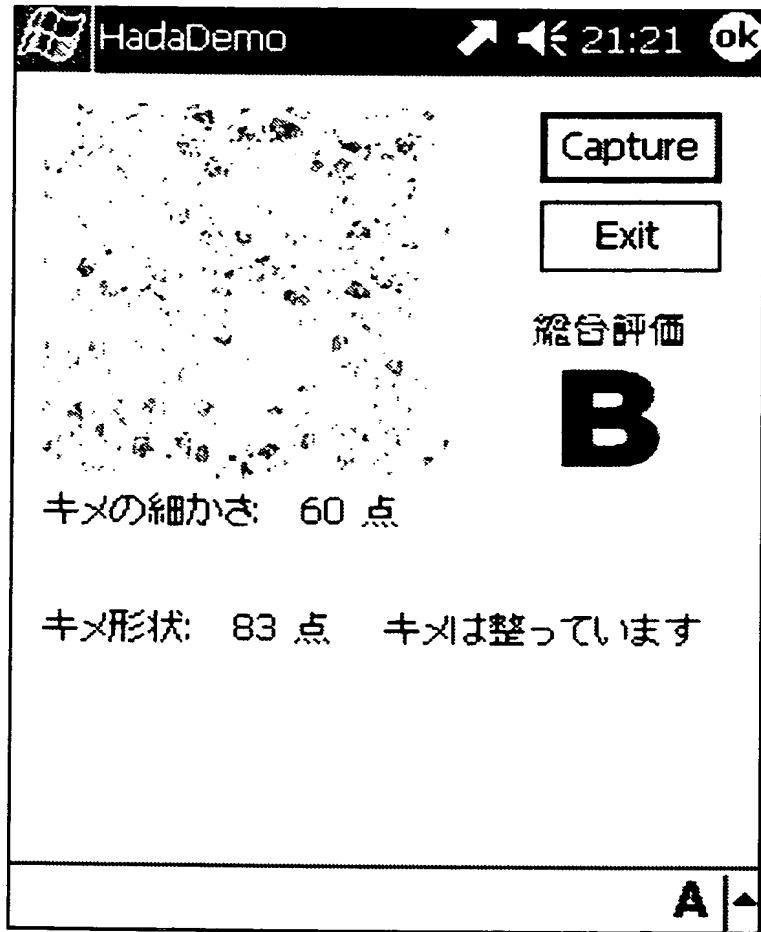 HadaDemo 21:21 ok
Capture
Exit
総合評価
B
キメの細かさ: 60 点
キメ形状: 83 点 キメは整っています
A